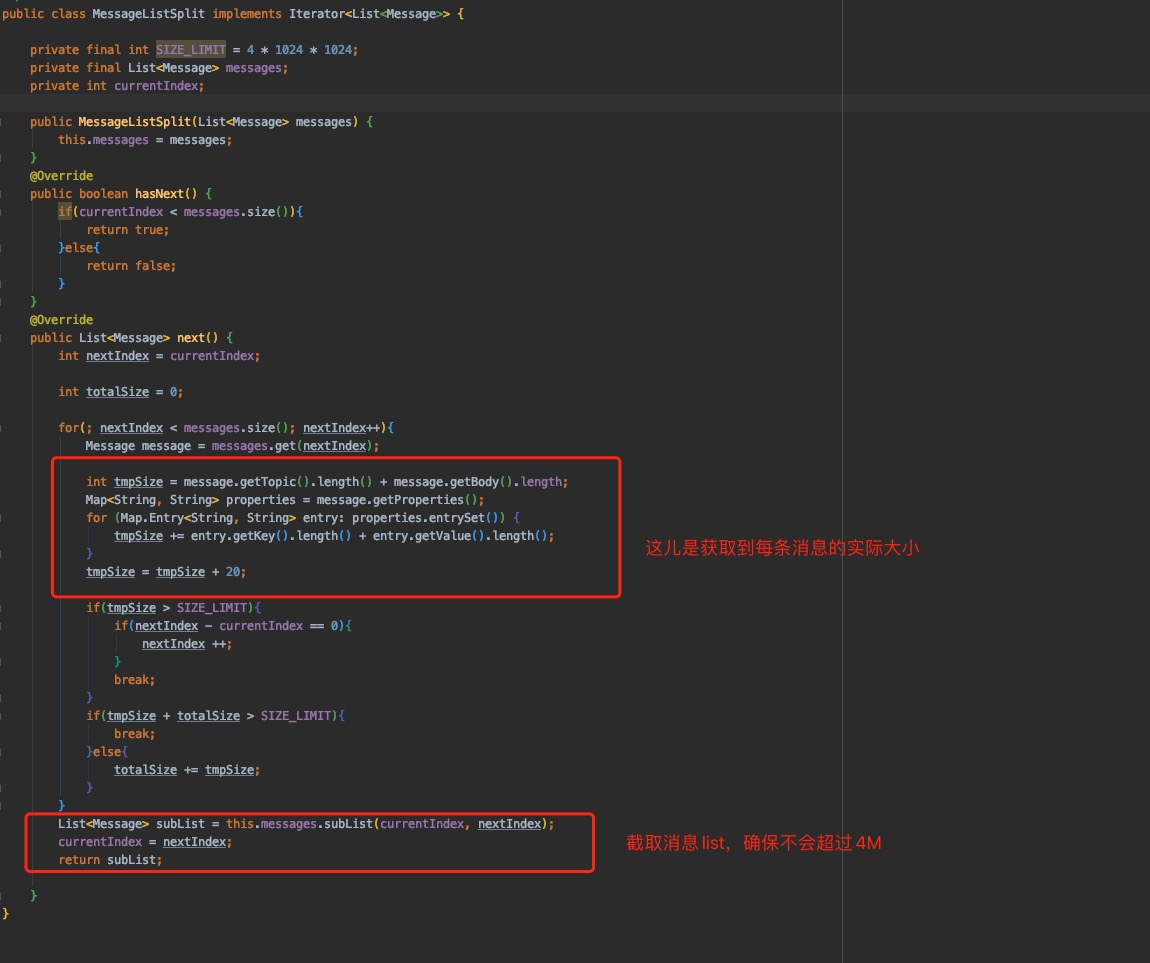 public class MessageListSplit implements Iterator<List<Message>> {
private final int SIZE_LIMIT = 4 * 1024 * 1024;
private final List<Message> messages;
private int currentIndex;
public MessageListSplit(List<Message> messages) {
this.messages = messages;
}
@Override
public boolean hasNext() {
if(currentIndex < messages.size()){
return true;
}else{
return false;
}
}
@Override
public List<Message> next() {
int nextIndex = currentIndex;
int totalSize = 0;
for(; nextIndex < messages.size(); nextIndex++){
Message message = messages.get(nextIndex);
int tmpSize = message.getTopic().length() + message.getBody().length;
Map<String, String> properties = message.getProperties();
for (Map.Entry<String, String> entry: properties.entrySet()) {
tmpSize += entry.getKey().length() + entry.getValue().length();
这儿是获取到每条消息的实际大小
}
tmpSize = tmpSize + 20;
if(tmpSize > SIZE_LIMIT){
if(nextIndex - currentIndex == 0){
nextIndex ++;
}
break;
}
if(tmpSize + totalSize > SIZE_LIMIT){
break;
}else{
totalSize += tmpSize;
}
}
List<Message> subList = this.messages.subList(currentIndex, nextIndex);
currentIndex = nextIndex;
截取消息list，确保不会超过4M
return subList;
}
}